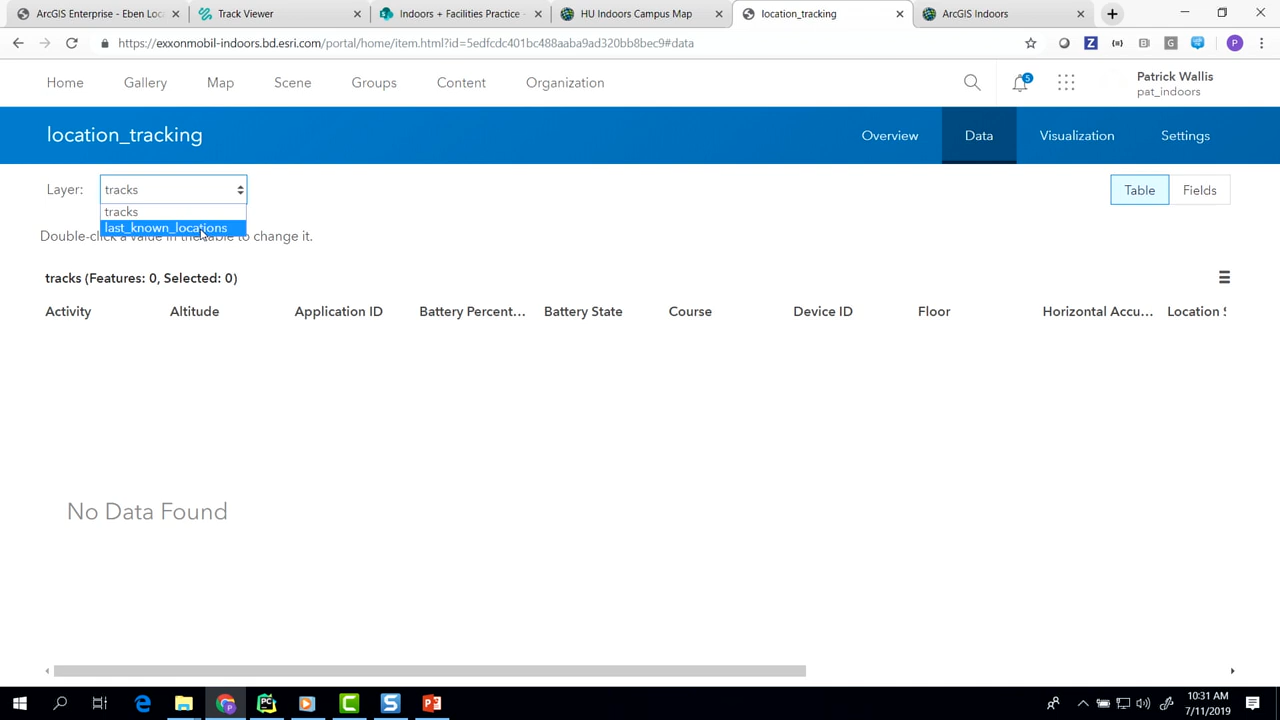 ArcGIS Enterprise - Eben Loc
Track Viewer
Indoors + Facilities Practice -
HU Indoors Campus Map
location_tracking
ArcGIS Indoors
https://exxonmobil-indoors.bd.esri.com/portal/home/item.html?id=5edfcdc401bc488aaba9ad320bb8bec9#data
Home Gallery Map Scene Groups Content Organization
5
Patrick Wallis
pat_indoors
location_tracking
Overview Data Visualization Settings
Layer: tracks
Table Fields
tracks
last_known_locations
Double-click a value in the table to change it.
tracks (Features: 0, Selected: 0)
Activity Altitude Application ID Battery Percent... Battery State Course Device ID Floor Horizontal Accu... Location S
No Data Found
10:31 AM
7/11/2019